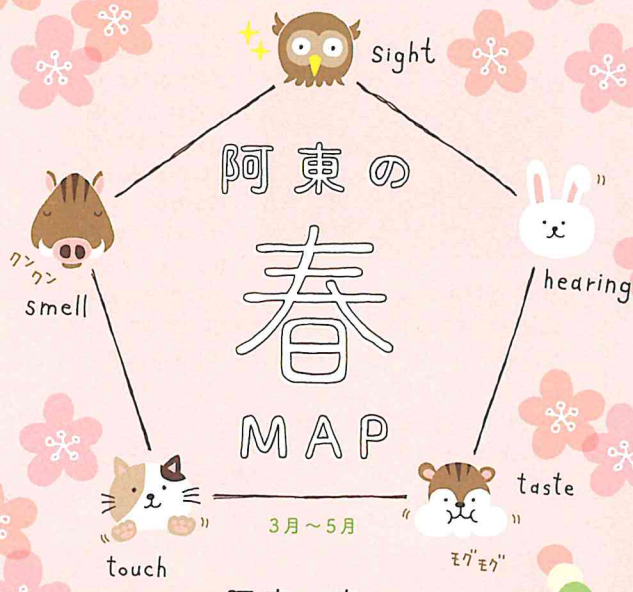 sight
阿東の
春
MAP
hearing
クン
クン
smell
taste
3月～5月
モグモグ
touch